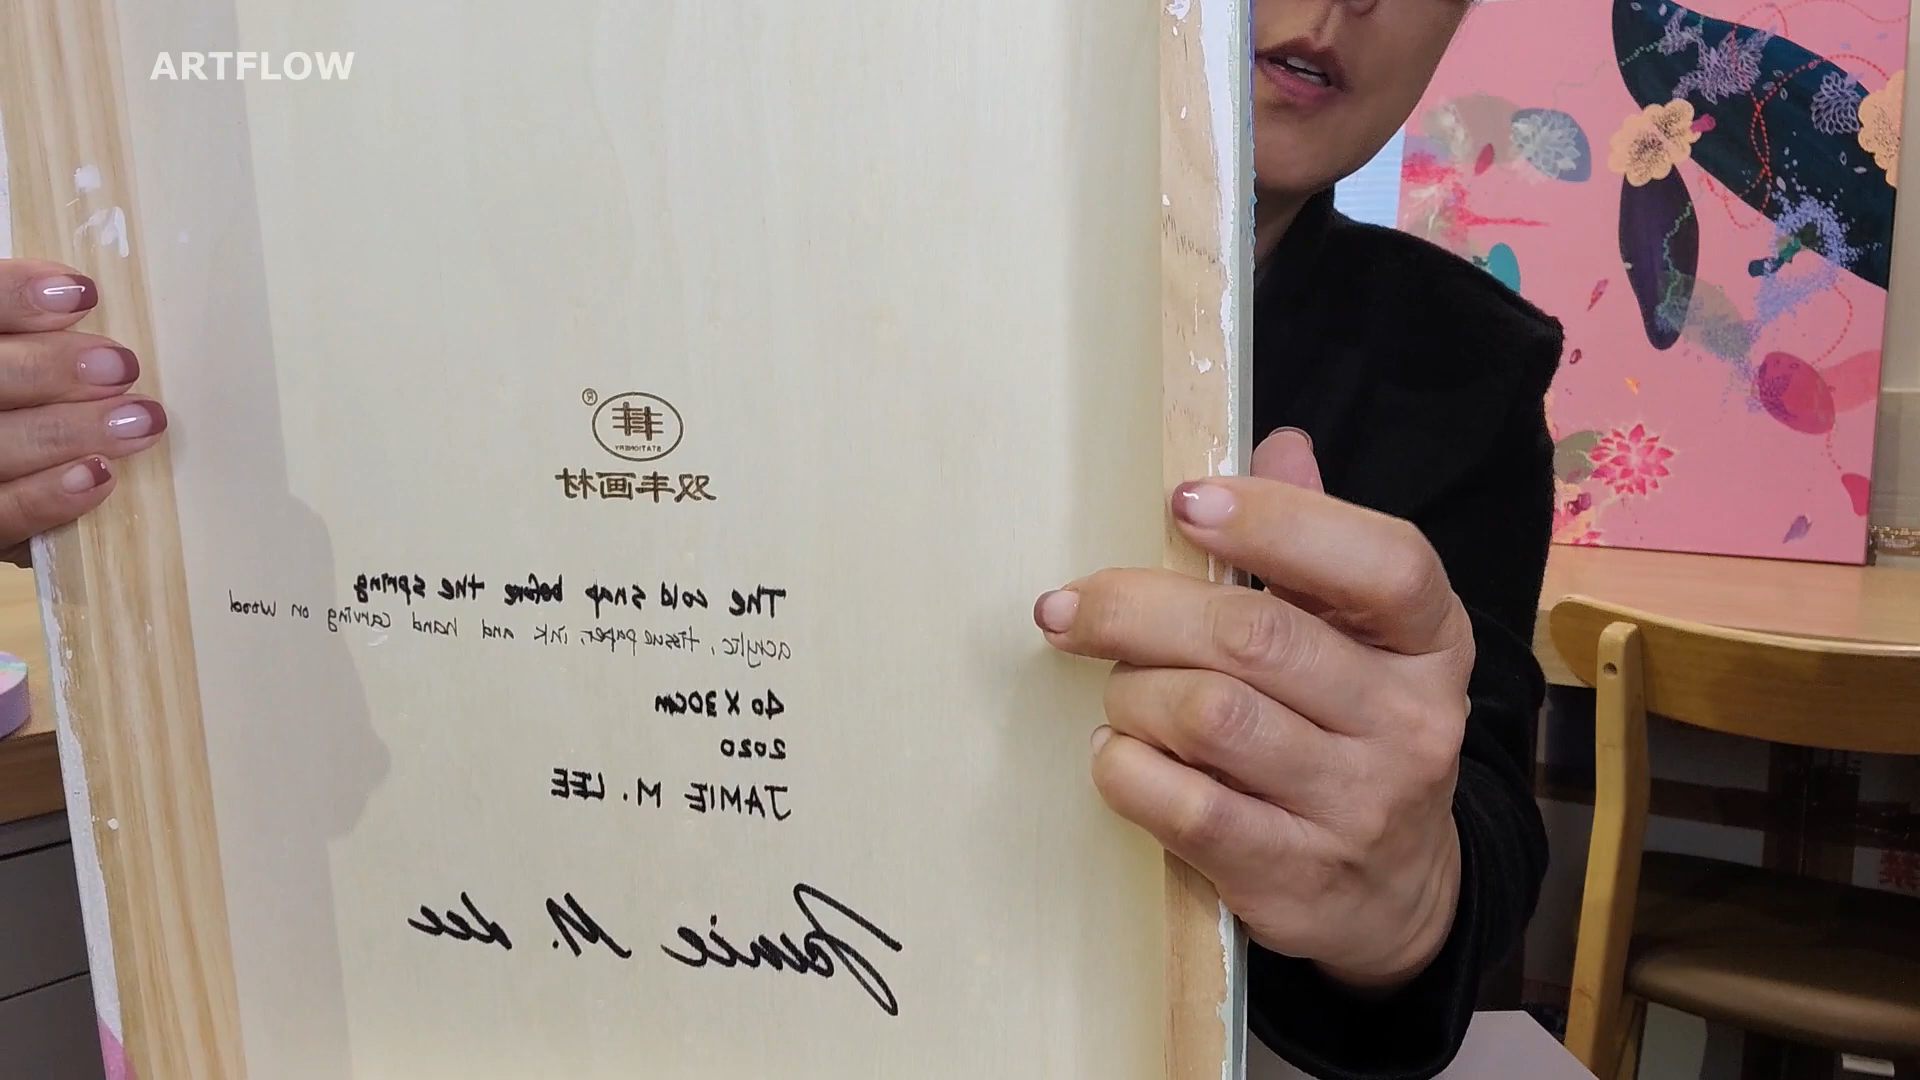 ARTFLOW
®
STATIONERY
双丰画材
The cold snap before the spring
acrylic, tissue paper, ink and hand carving on wood
40 X 30cm
2020
JAMIE M. LEE
Jamie M. Lee